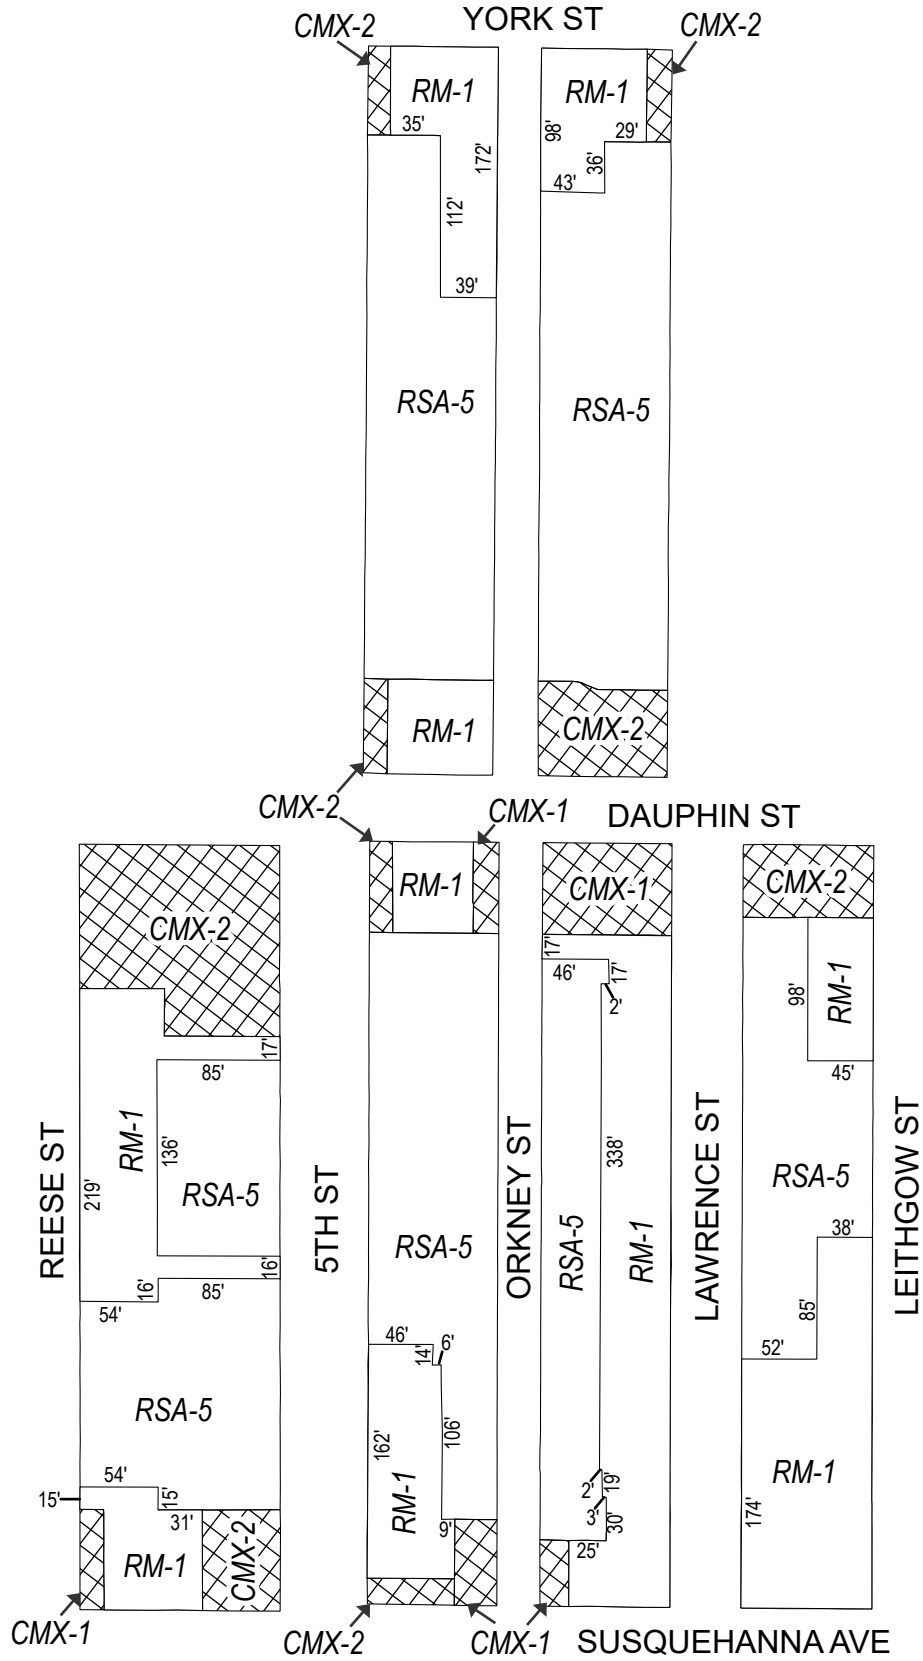 YORK ST
CMX-2
CMX-2
RM-1
RM-1
35'
172'
98'
29'
36'
43'
112'
39'
RSA-5
RSA-5
RM-1
CMX-2
CMX-2
CMX-1
DAUPHIN ST
CMX-2
RM-1
CMX-1
CMX-2
17'
46'
17'
2'
98'
RM-1
45'
17'
85'
REESE ST
219'
RM-1
136'
RSA-5
16'
16'
85'
54'
5TH ST
RSA-5
ORKNEY ST
RSA-5
338'
RM-1
LAWRENCE ST
RSA-5
38'
85'
52'
LEITHGOW ST
46'
6'
14'
162'
106'
RM-1
9'
RSA-5
54'
15'
15'
31'
RM-1
CMX-2
2'
19'
3'
30'
25'
RM-1
174'
CMX-1
CMX-2
CMX-1
SUSQUEHANNA AVE